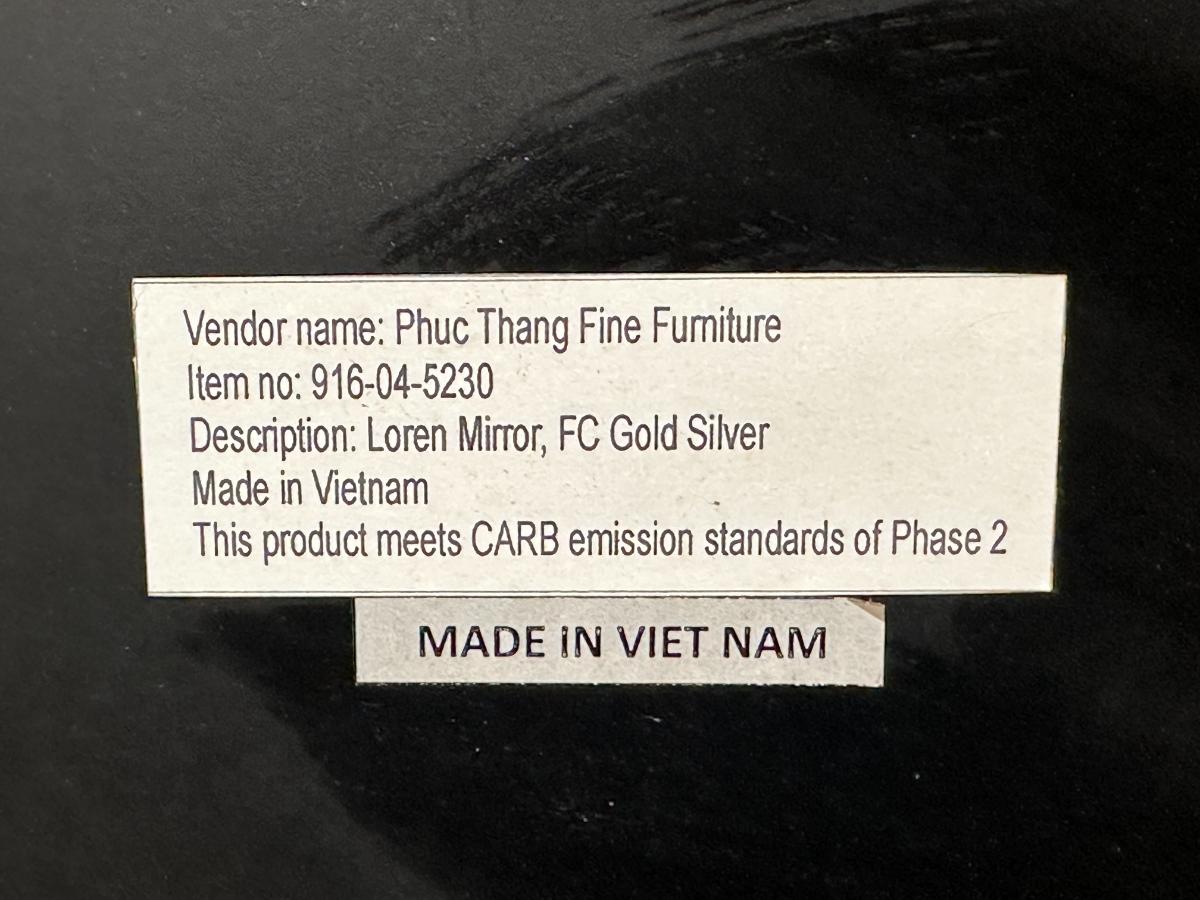 Vendor name: Phuc Thang Fine Furniture
Item no: 916-04-5230
Description: Loren Mirror, FC Gold Silver
Made in Vietnam
This product meets CARB emission standards of Phase 2
MADE IN VIET NAM